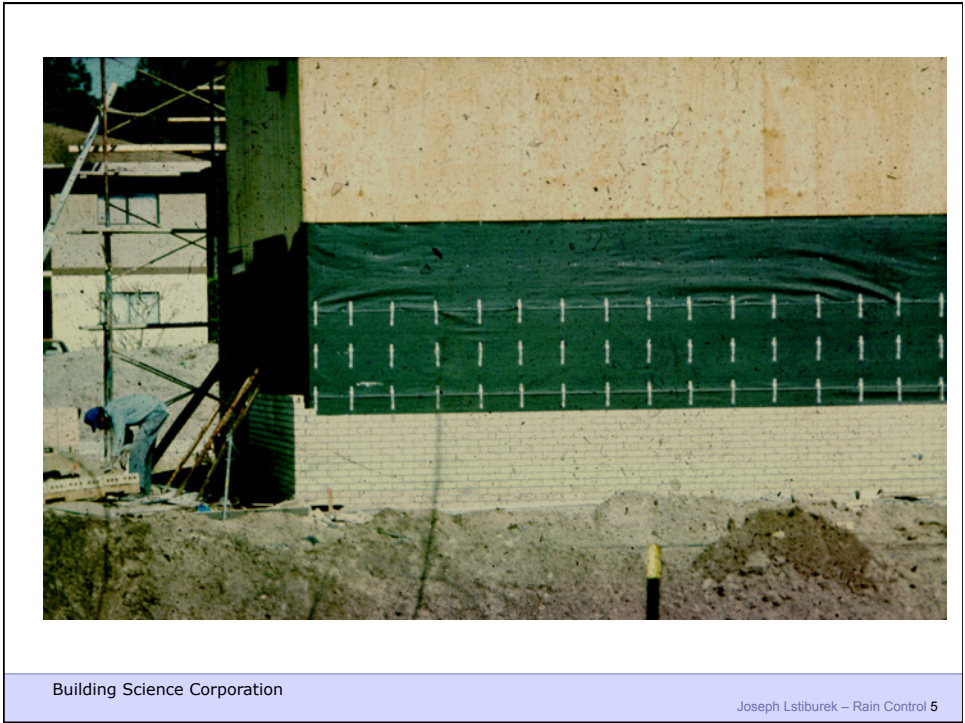 Building Science Corporation
Joseph Lstiburek – Rain Control 5